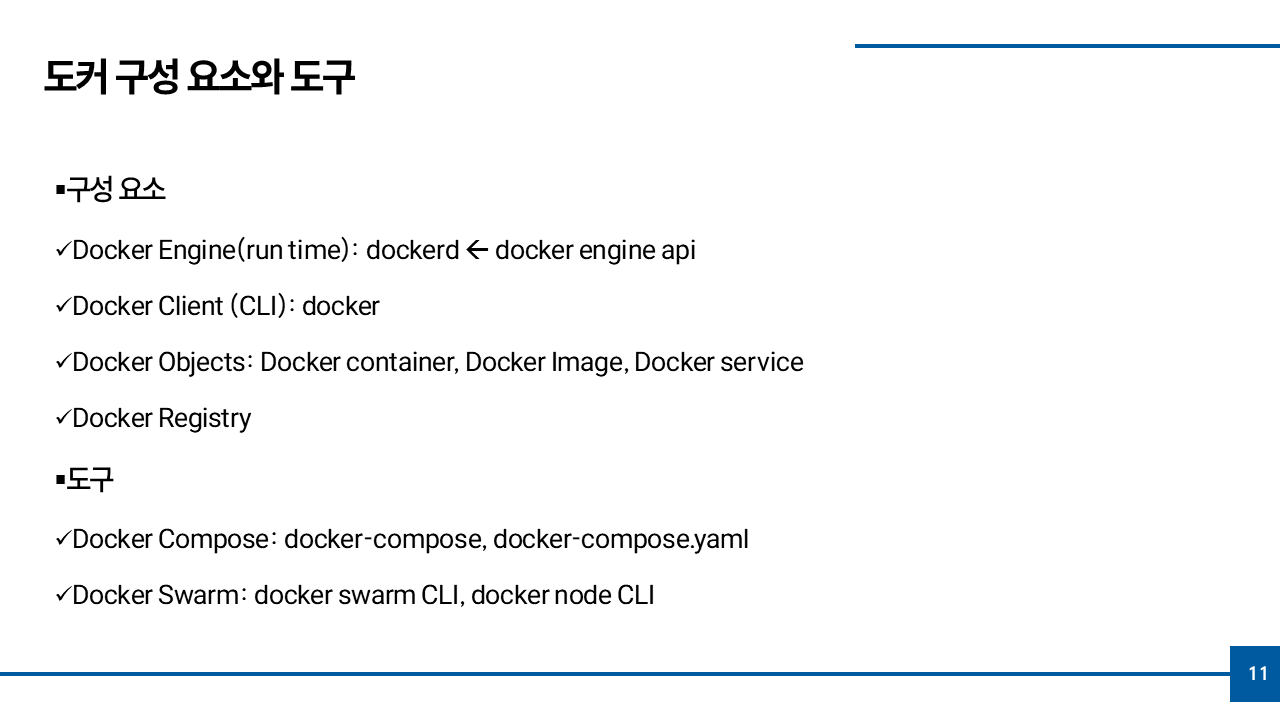 도커 구성 요소와 도구
▪구성 요소
✓Docker Engine(run time): dockerd ← docker engine api
✓Docker Client (CLI): docker
✓Docker Objects: Docker container, Docker Image, Docker service
✓Docker Registry
▪도구
✓Docker Compose: docker-compose, docker-compose.yaml
✓Docker Swarm: docker swarm CLI, docker node CLI
11